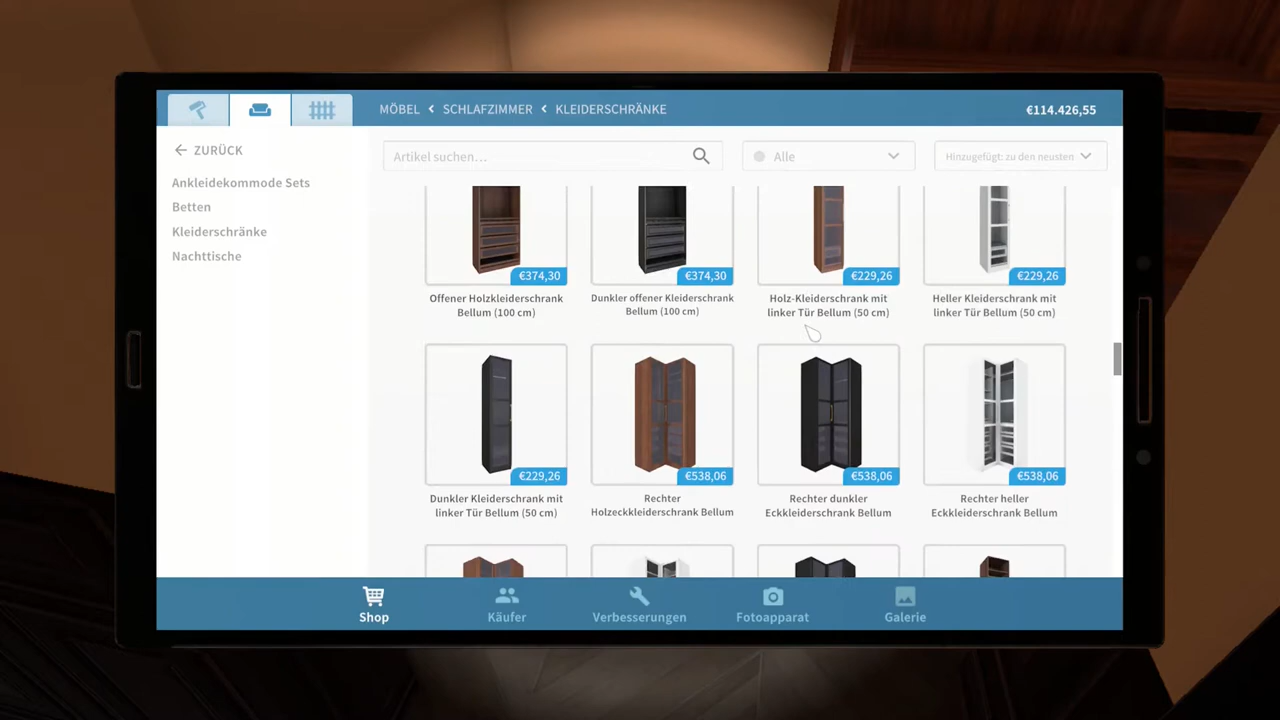 MÖBEL < SCHLAFZIMMER < KLEIDERSCHRÄNKE
€114.426,55
← ZURÜCK
Ankleidekommode Sets
Betten
Kleiderschränke
Nachttische
Artikel suchen...
Alle
Hinzugefügt: zu den neusten
€374,30
€374,30
€229,26
€229,26
Offener Holzkleiderschrank
Bellum (100 cm)
Dunkler offener Kleiderschrank
Bellum (100 cm)
Holz-Kleiderschrank mit
linker Tür Bellum (50 cm)
Heller Kleiderschrank mit
linker Tür Bellum (50 cm)
€229,26
€538,06
€538,06
€538,06
Dunkler Kleiderschrank mit
linker Tür Bellum (50 cm)
Rechter
Holzeckkleiderschrank Bellum
Rechter dunkler
Eckkleiderschrank Bellum
Rechter heller
Eckkleiderschrank Bellum
Shop
Käufer
Verbesserungen
Fotoapparat
Galerie